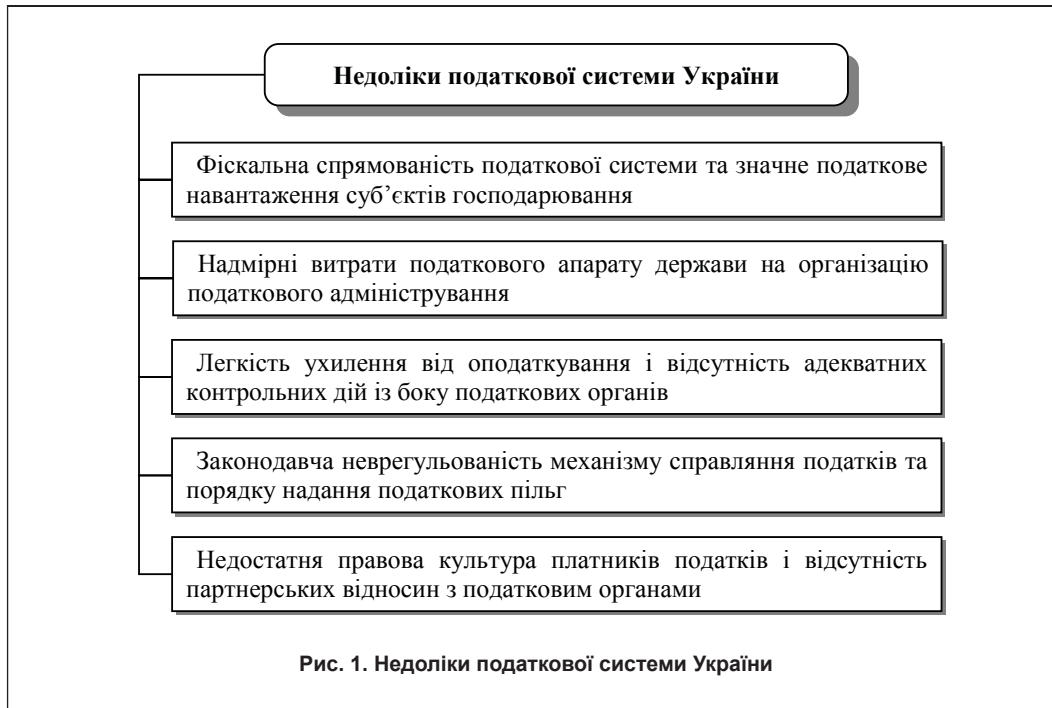 Недоліки податкової системи України
Фіскальна спрямованість податкової системи та значне податкове
навантаження суб’єктів господарювання
Надмірні витрати податкового апарату держави на організацію
податкового адміністрування
Легкість ухилення від оподаткування і відсутність адекватних
контрольних дій із боку податкових органів
Законодавча неврегульованість механізму справляння податків та
порядку надання податкових пільг
Недостатня правова культура платників податків і відсутність
партнерських відносин з податковим органами
Рис. 1. Недоліки податкової системи України